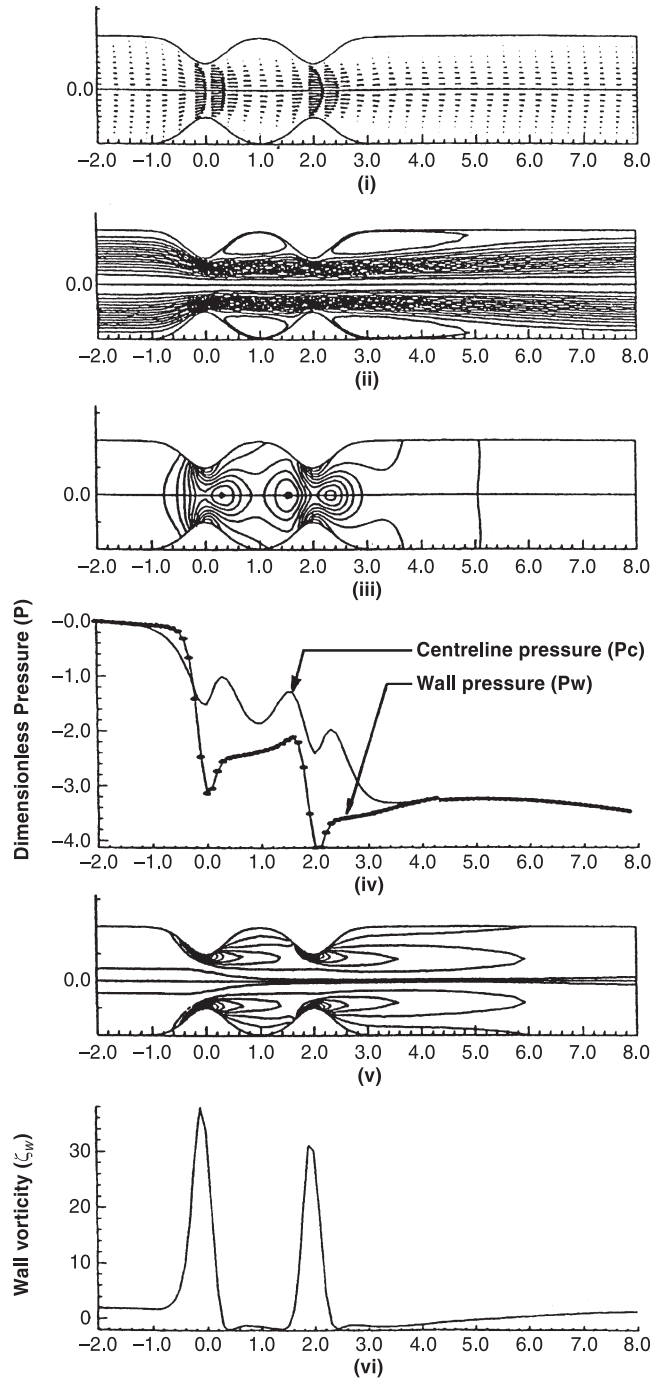 0.0
-2.0 -1.0 0.0 1.0 2.0 3.0 4.0 5.0 6.0 7.0 8.0
(i)
0.0
-2.0 -1.0 0.0 1.0 2.0 3.0 4.0 5.0 6.0 7.0 8.0
(ii)
0.0
-2.0 -1.0 0.0 1.0 2.0 3.0 4.0 5.0 6.0 7.0 8.0
(iii)
Dimensionless Pressure (P)
-0.0
-1.0
-2.0
-3.0
-4.0
Centreline pressure (Pc)
Wall pressure (Pw)
-2.0 -1.0 0.0 1.0 2.0 3.0 4.0 5.0 6.0 7.0 8.0
(iv)
0.0
-2.0 -1.0 0.0 1.0 2.0 3.0 4.0 5.0 6.0 7.0 8.0
(v)
Wall vorticity (ζw)
30
20
10
0
-2.0 -1.0 0.0 1.0 2.0 3.0 4.0 5.0 6.0 7.0 8.0
(vi)